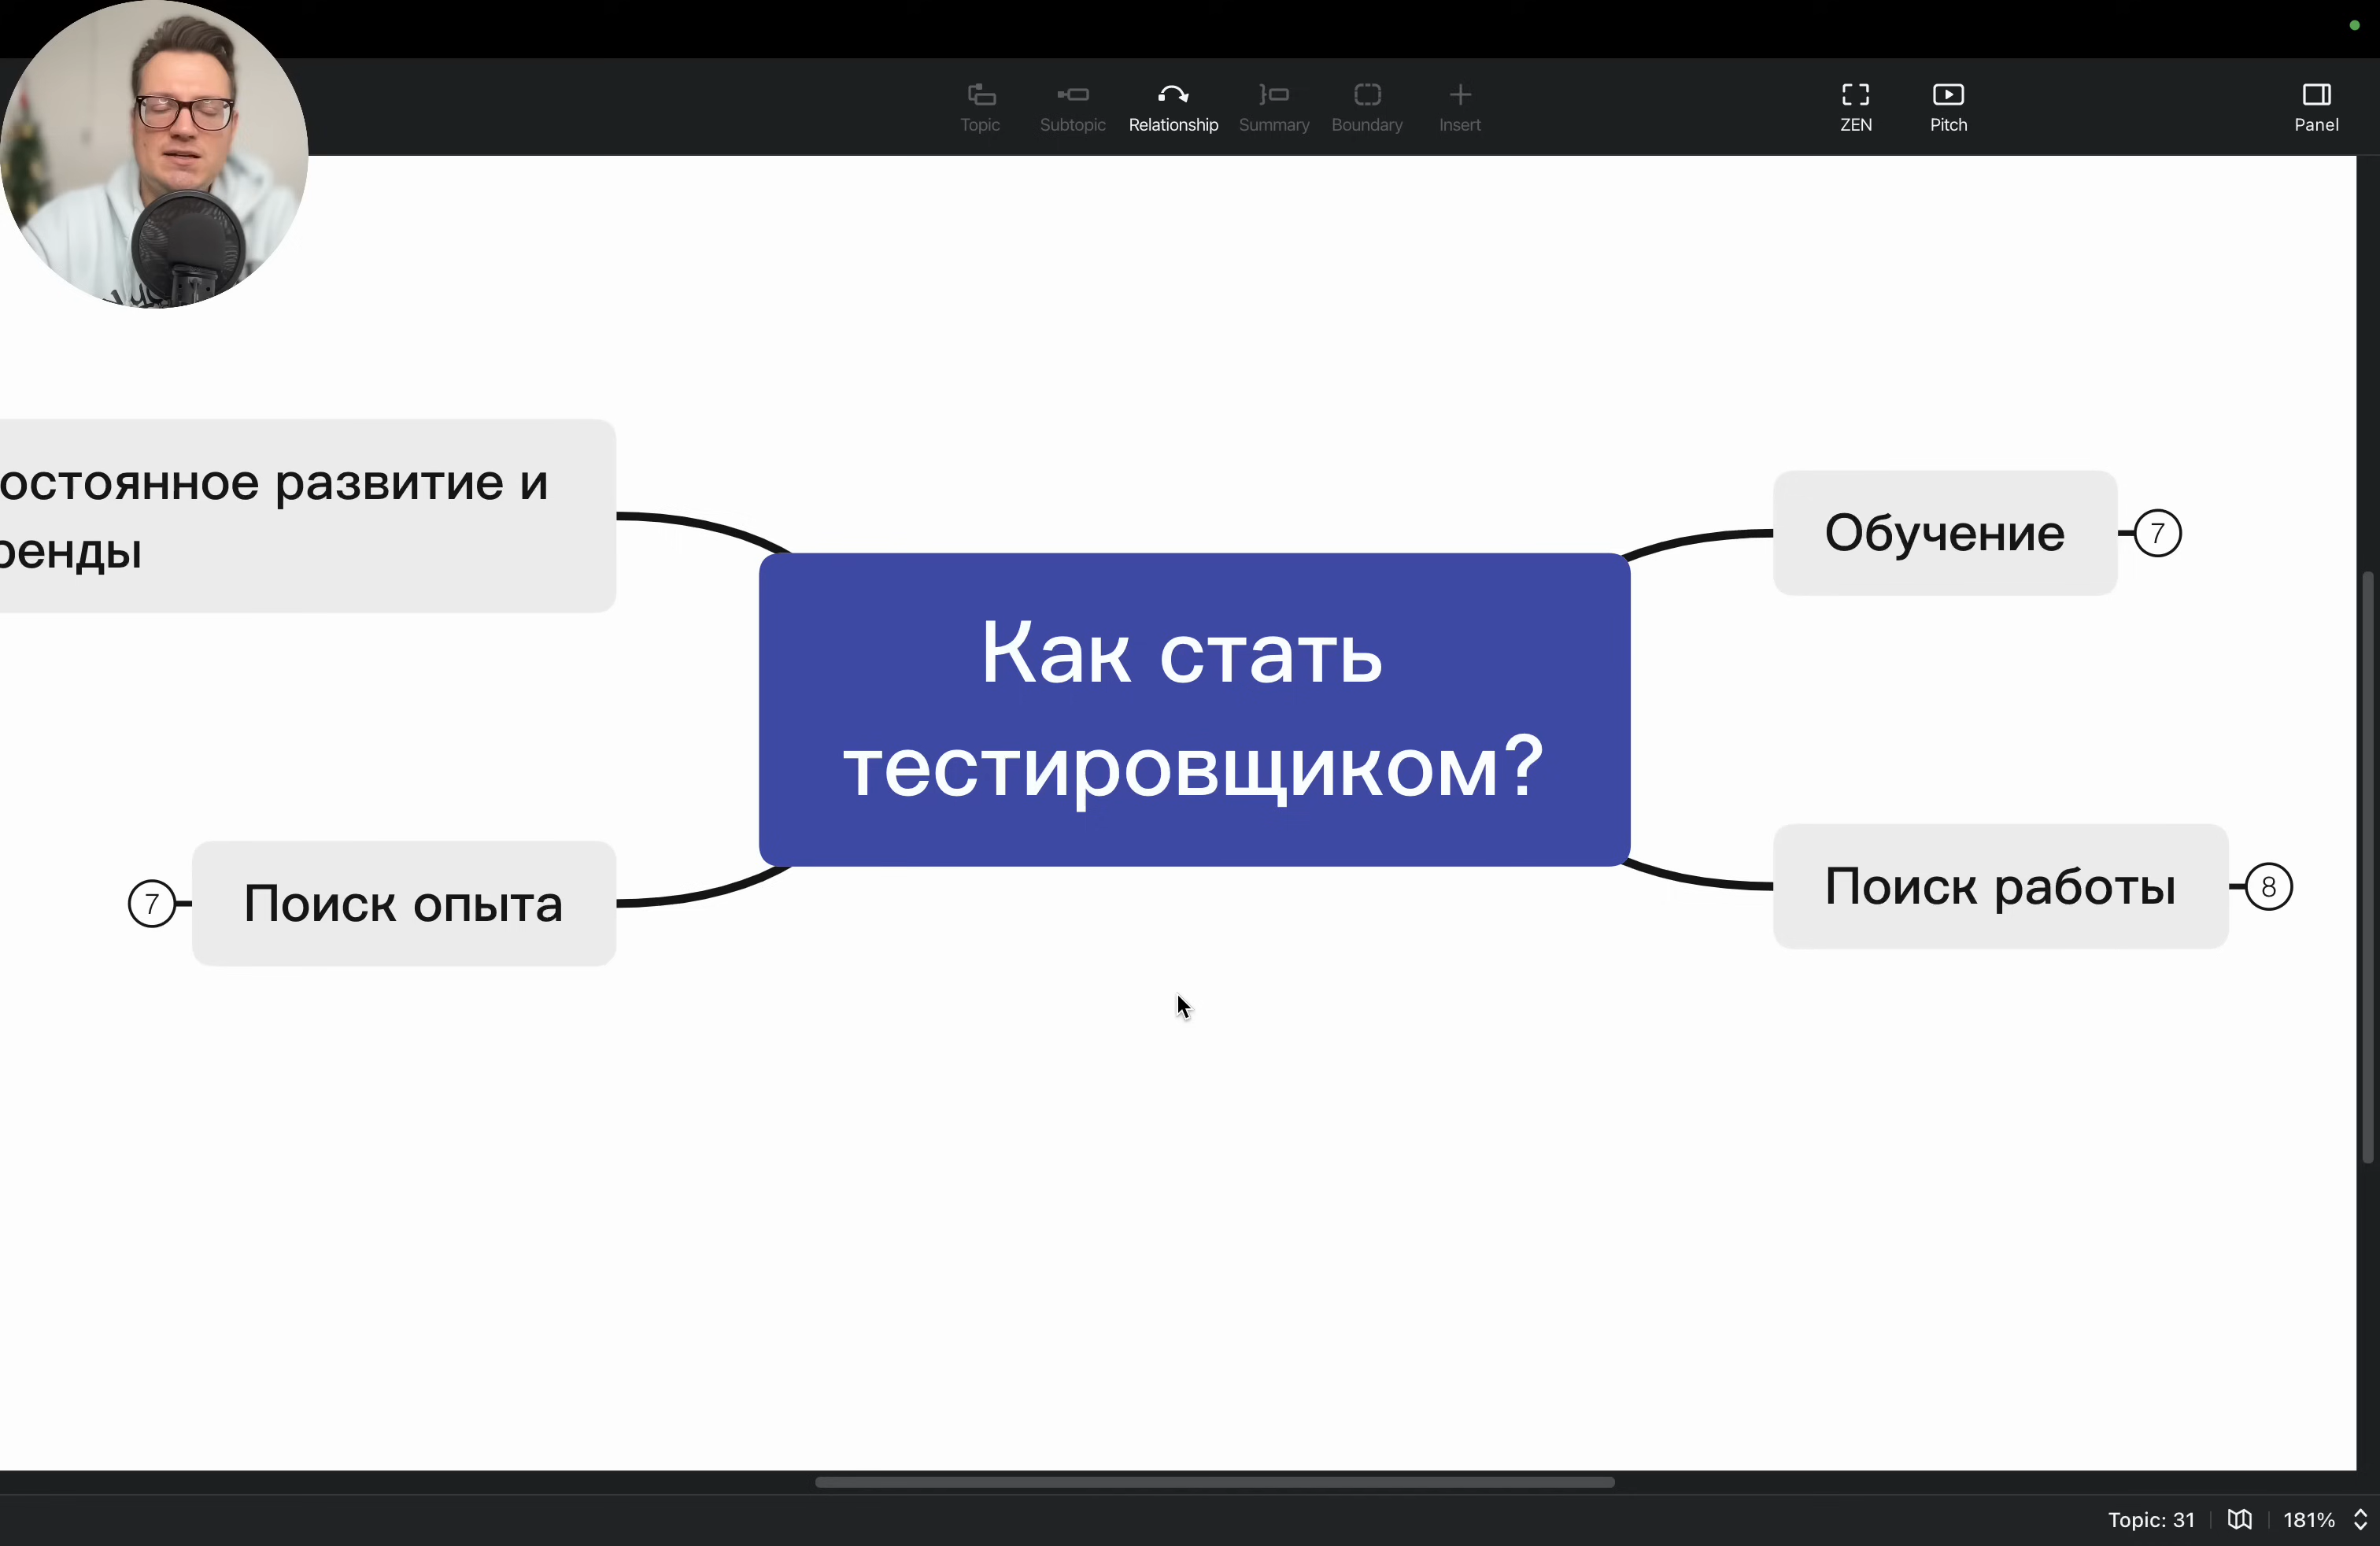 Topic
Subtopic
Relationship
Summary
Boundary
Insert
ZEN
Pitch
Panel
остоянное развитие и
ренды
Обучение
7
Как стать
тестировщиком?
7
Поиск опыта
Поиск работы
8
Topic: 31
181%